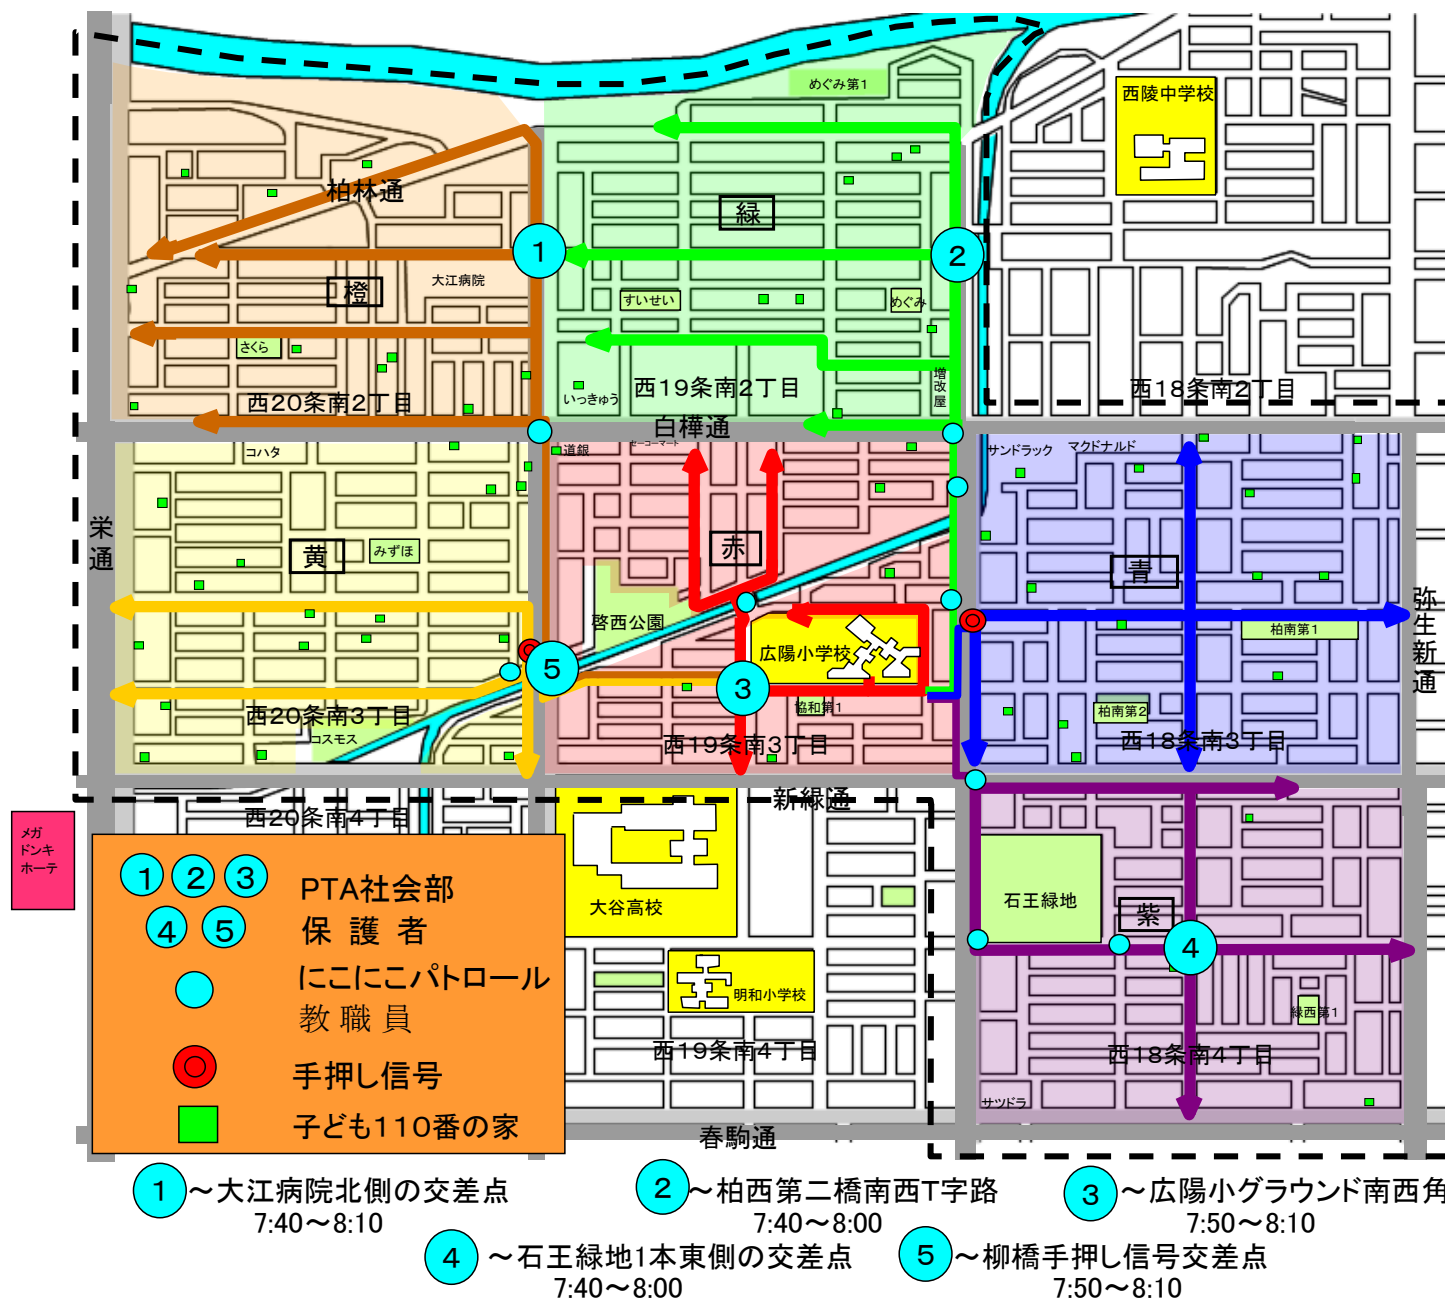 めぐみ第1
西陵中学校
柏林通
緑
1
2
大江病院
橙
すいせい
めぐみ
さくら
増改屋
西20条南2丁目
いっきゅう
西19条南2丁目
西18条南2丁目
白樺通
コハタ
道銀
セーコーマート
サンドラック
マクドナルド
栄通
黄
みずほ
赤
青
啓西公園
広陽小学校
柏南第1
弥生新通
5
3
協和第1
柏南第2
西20条南3丁目
コスモス
西19条南3丁目
西18条南3丁目
新緑通
西20条南4丁目
メガ
ドンキ
ホーテ
1 2 3
PTA社会部
4 5
保 護 者
にこにこパトロール
教 職 員
手押し信号
子ども110番の家
大谷高校
石王緑地
紫
4
明和小学校
緑西第1
西19条南4丁目
西18条南4丁目
サツドラ
春駒通
1 ～大江病院北側の交差点
7:40～8:10
2 ～柏西第二橋南西T字路
7:40～8:00
3 ～広陽小グラウンド南西角
7:50～8:10
4 ～石王緑地1本東側の交差点
7:40～8:00
5 ～柳橋手押し信号交差点
7:50～8:10